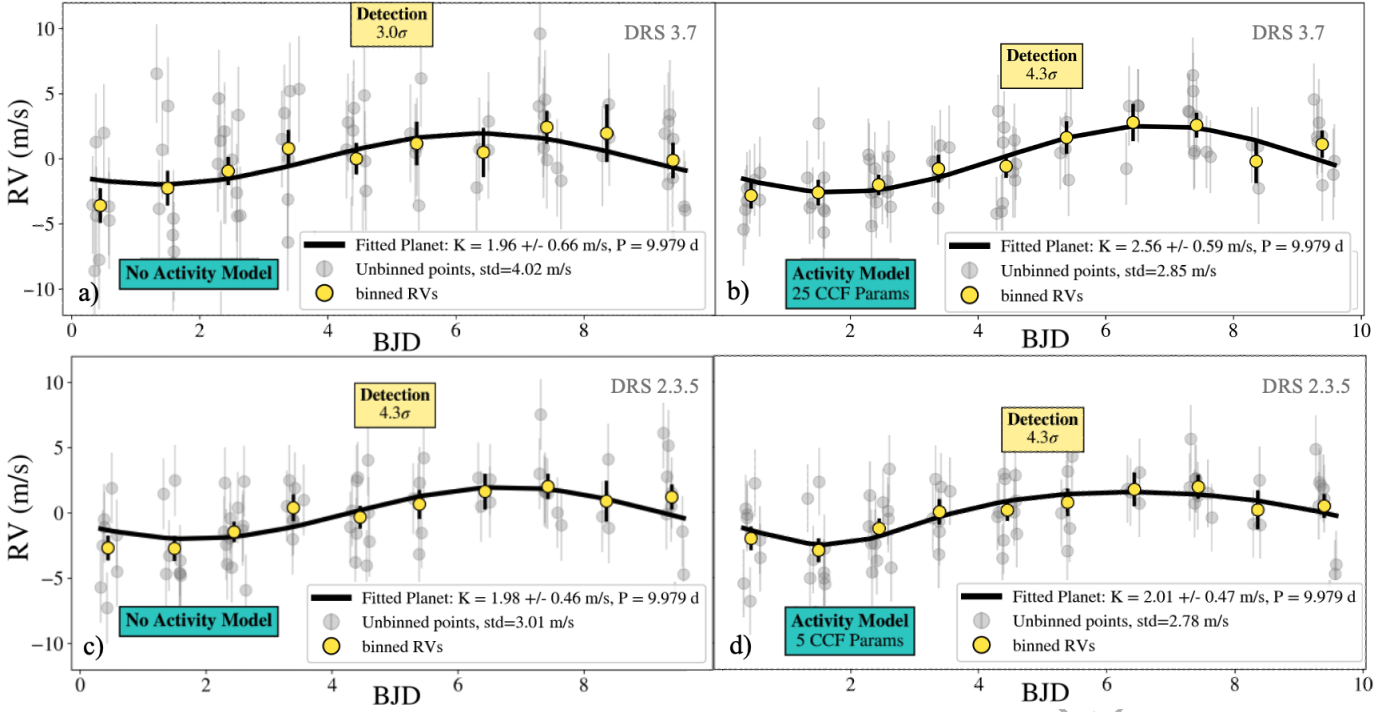 Detection
3.0σ
DRS 3.7
10
5
0
−5
−10
RV (m/s)
No Activity Model
a)
Fitted Planet: K = 1.96 +/- 0.66 m/s, P = 9.979 d
Unbinned points, std=4.02 m/s
binned RVs
0 2 4 6 8
BJD
Detection
4.3σ
DRS 3.7
Activity Model
25 CCF Params
b)
Fitted Planet: K = 2.56 +/- 0.59 m/s, P = 9.979 d
Unbinned points, std=2.85 m/s
binned RVs
2 4 6 8 10
BJD
Detection
4.3σ
DRS 2.3.5
10
5
0
−5
−10
RV (m/s)
No Activity Model
c)
Fitted Planet: K = 1.98 +/- 0.46 m/s, P = 9.979 d
Unbinned points, std=3.01 m/s
binned RVs
0 2 4 6 8
BJD
Detection
4.3σ
DRS 2.3.5
Activity Model
5 CCF Params
d)
Fitted Planet: K = 2.01 +/- 0.47 m/s, P = 9.979 d
Unbinned points, std=2.78 m/s
binned RVs
2 4 6 8 10
BJD